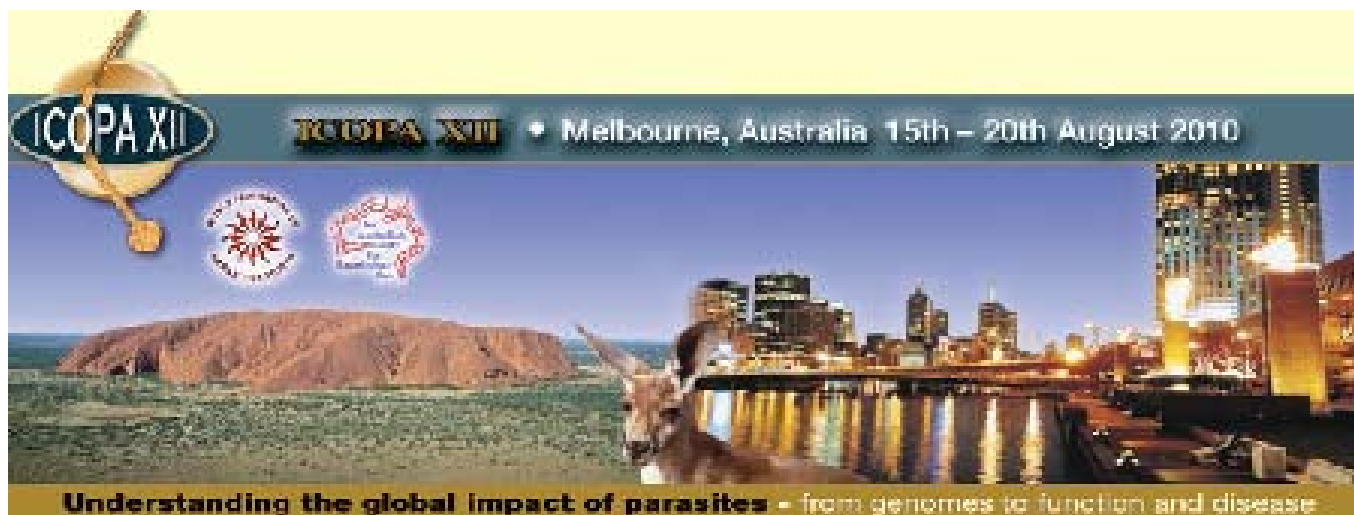 ICOPA XII
ICOPA XII • Melbourne, Australia 15th – 20th August 2010
Understanding the global impact of parasites - from genomes to function and disease